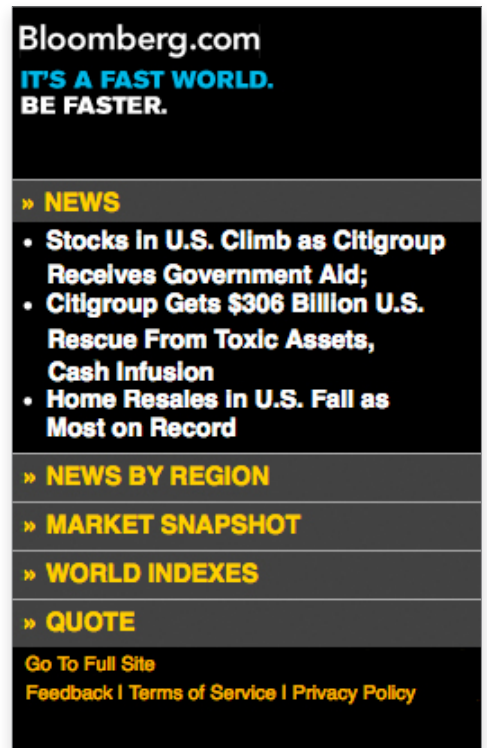 Bloomberg.com
IT'S A FAST WORLD.
BE FASTER.
» NEWS
• Stocks in U.S. Climb as Citigroup
Receives Government Aid;
• Citigroup Gets $306 Billion U.S.
Rescue From Toxic Assets,
Cash Infusion
• Home Resales in U.S. Fall as
Most on Record
» NEWS BY REGION
» MARKET SNAPSHOT
» WORLD INDEXES
» QUOTE
Go To Full Site
Feedback | Terms of Service | Privacy Policy